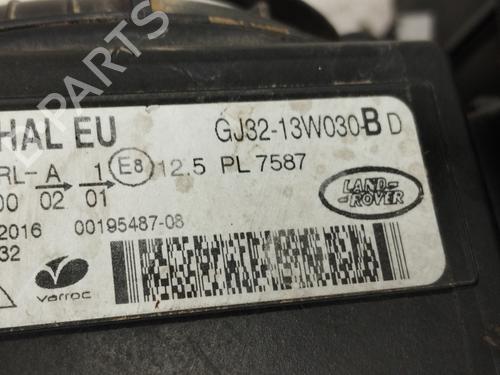 HAL EU GJ32-13W030-B D
RL-A 1 E8 12.5 PL 7587
00 02 01
2016 00195487-08
32
varroc
LAND-
-ROVER
B-PARTS